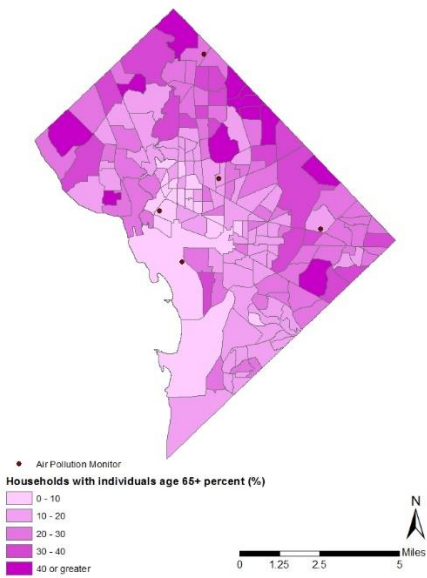 Air Pollution Monitor
Households with individuals age 65+ percent (%)
0 - 10
10 - 20
20 - 30
30 - 40
40 or greater
N
Miles
0 1.25 2.5 5